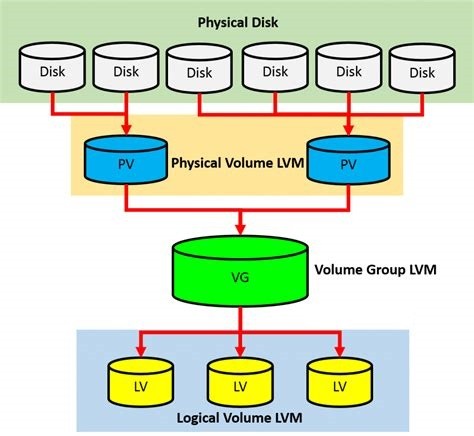 Physical Disk
Disk Disk Disk Disk Disk Disk
PV Physical Volume LVM PV
VG Volume Group LVM
LV LV LV
Logical Volume LVM